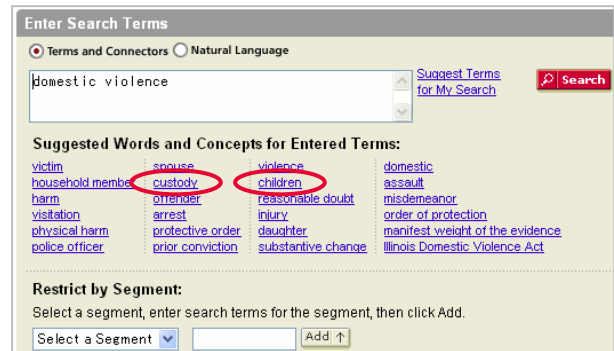 Enter Search Terms
Terms and Connectors Natural Language
domestic violence
Suggest Terms
for My Search
Search
Suggested Words and Concepts for Entered Terms:
victim spouse violence domestic
household membe custody children assault
harm offender reasonable doubt misdemeanor
visitation arrest injury order of protection
physical harm protective order daughter manifest weight of the evidence
police officer prior conviction substantive change Illinois Domestic Violence Act
Restrict by Segment:
Select a segment, enter search terms for the segment, then click Add.
Select a Segment Add ↑